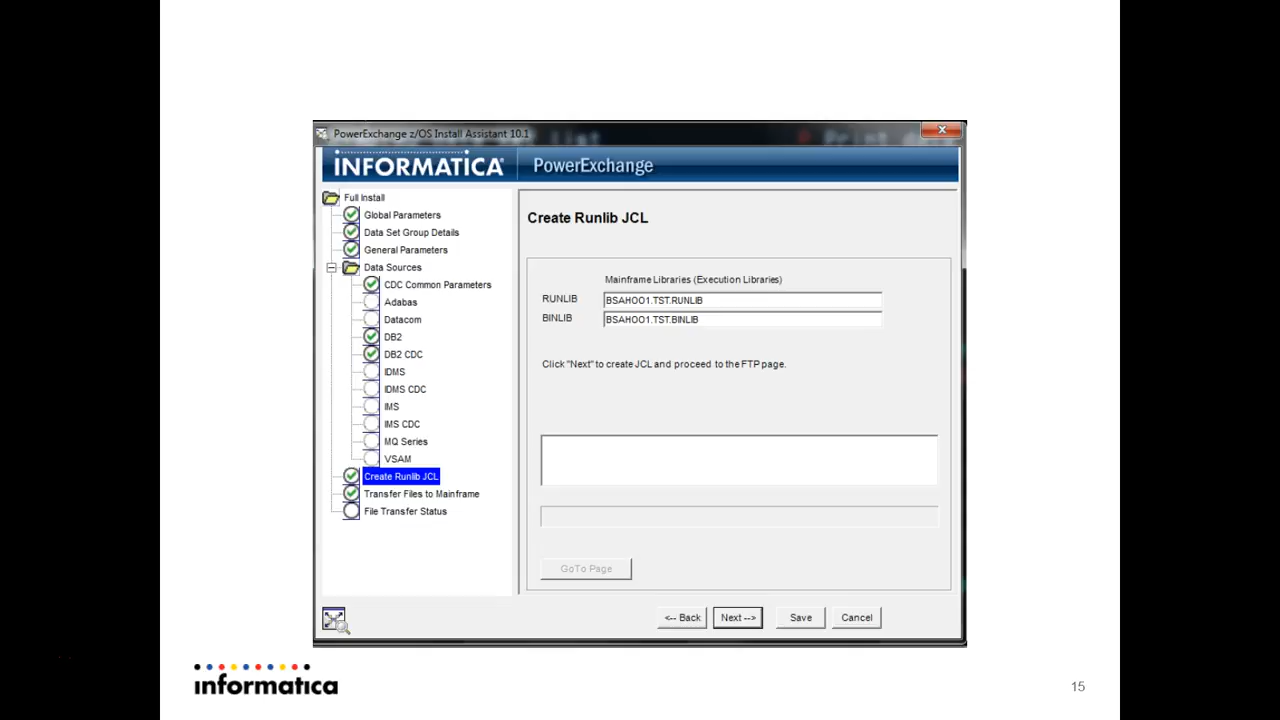 PowerExchange z/OS Install Assistant 10.1
INFORMATICA PowerExchange
Full Install
Global Parameters
Data Set Group Details
General Parameters
Data Sources
CDC Common Parameters
Adabas
Datacom
DB2
DB2 CDC
IDMS
IDMS CDC
IMS
IMS CDC
MQ Series
VSAM
Create Runlib JCL
Transfer Files to Mainframe
File Transfer Status
Create Runlib JCL
Mainframe Libraries (Execution Libraries)
RUNLIB BSAHOO1.TST.RUNLIB
BINLIB BSAHOO1.TST.BINLIB
Click "Next" to create JCL and proceed to the FTP page.
GoTo Page
<-- Back Next --> Save Cancel
informatica
15